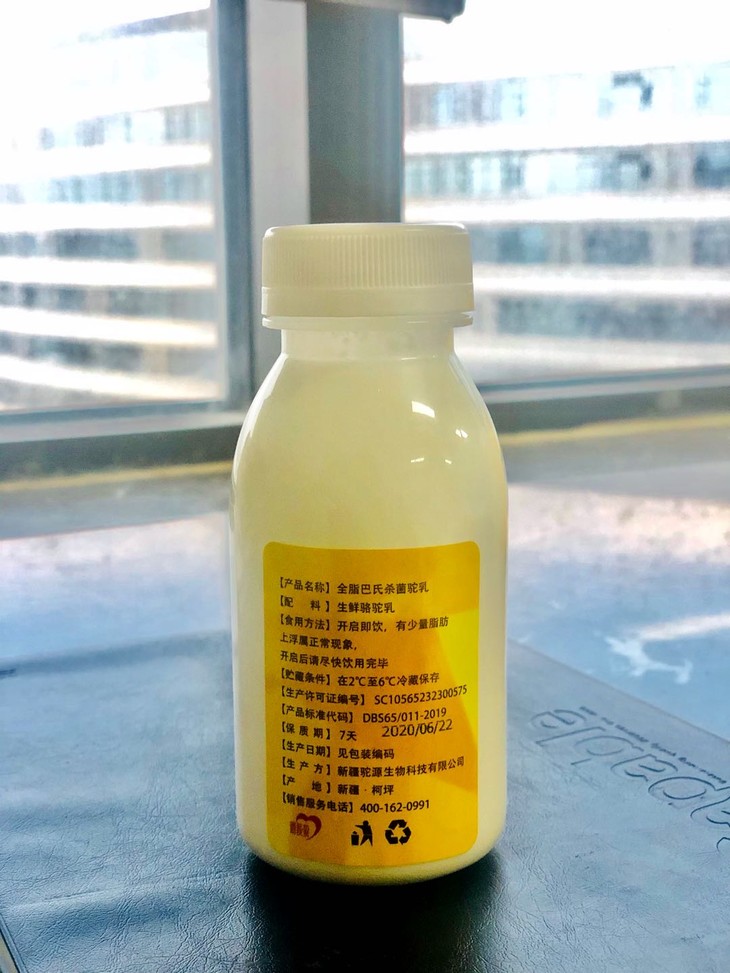 【产品名称】全脂巴氏杀菌驼乳
【配 料】生鲜骆驼乳
【食用方法】开启即饮，有少量脂肪
上浮属正常现象，
开启后请尽快饮用完毕
【贮藏条件】在2℃至6℃冷藏保存
【生产许可证编号】SC10565232300575
【产品标准代码】DBS65/011-2019
【保 质 期】7天 2020/06/22
【生产日期】见包装编码
【生 产 方】新疆驼源生物科技有限公司
【产 地】新疆·柯坪
【销售服务电话】400-162-0991